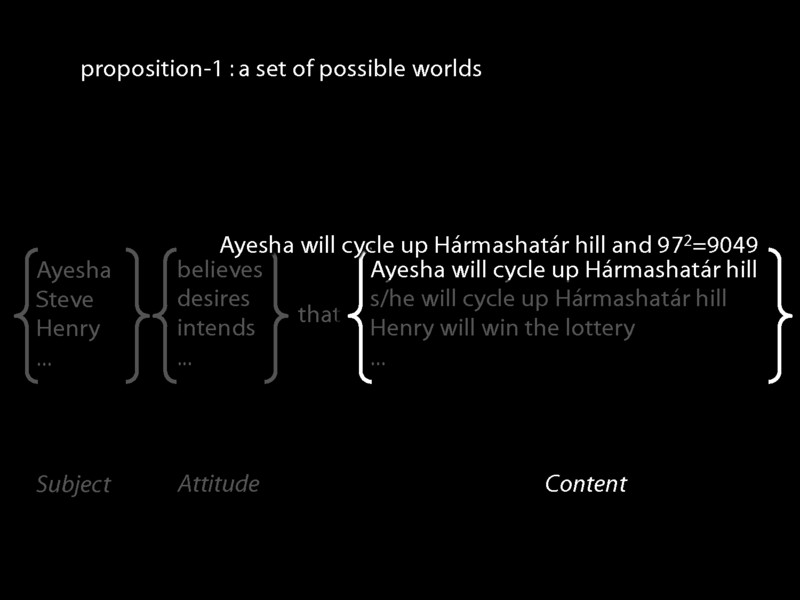 proposition-1 : a set of possible worlds
Ayesha will cycle up Hármashatár hill and 97²=9049
Ayesha believes Ayesha will cycle up Hármashatár hill
Steve desires s/he will cycle up Hármashatár hill
that
Henry intends Henry will win the lottery
... ... ...
Subject Attitude Content